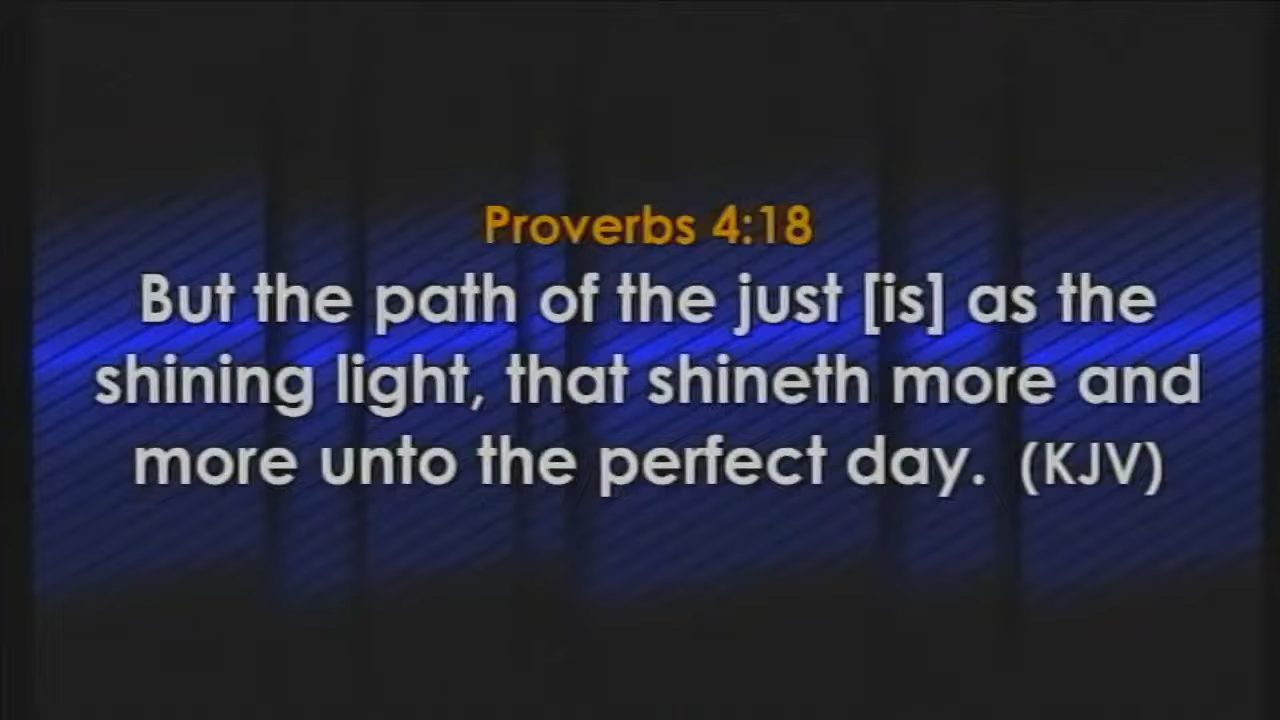 Proverbs 4:18
But the path of the just [is] as the
shining light, that shineth more and
more unto the perfect day. (KJV)